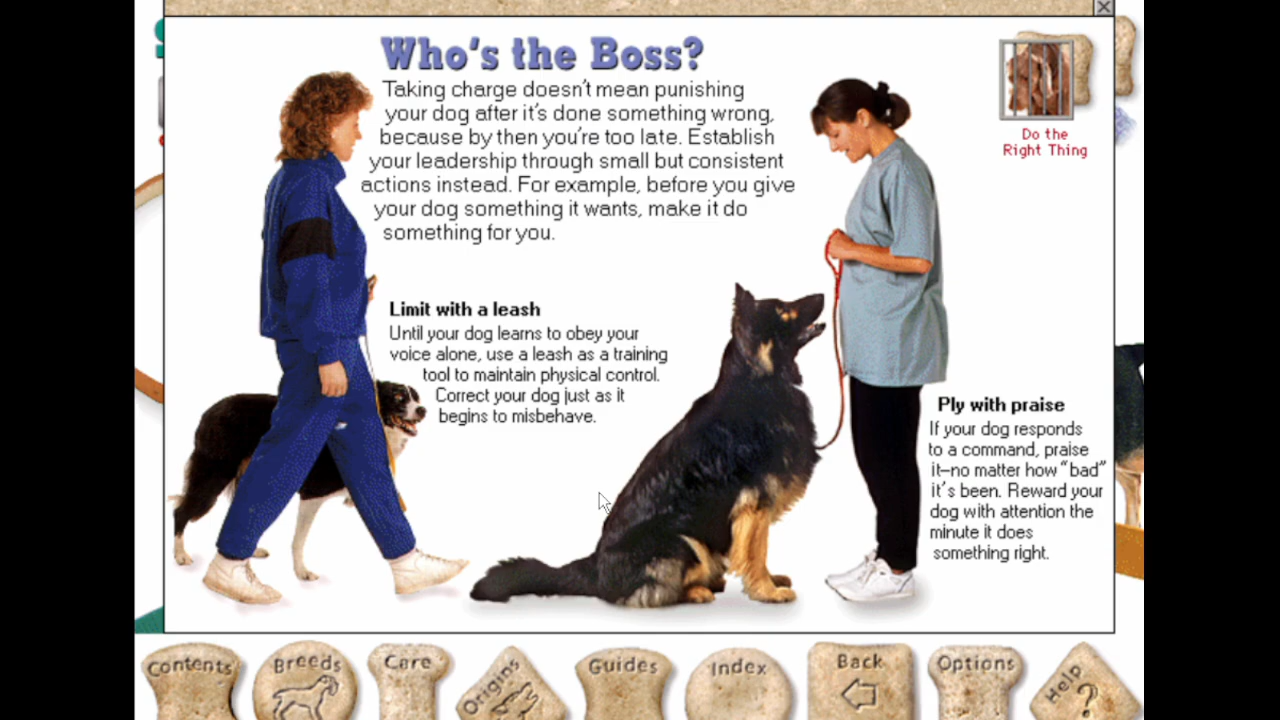 Who's the Boss?
Taking charge doesn't mean punishing
your dog after it's done something wrong,
because by then you're too late. Establish
your leadership through small but consistent
actions instead. For example, before you give
your dog something it wants, make it do
something for you.
Do the
Right Thing
Limit with a leash
Until your dog learns to obey your
voice alone, use a leash as a training
tool to maintain physical control.
Correct your dog just as it
begins to misbehave.
Ply with praise
If your dog responds
to a command, praise
it–no matter how "bad"
it's been. Reward your
dog with attention the
minute it does
something right.
Contents
Breeds
Care
Origins
Guides
Index
Back
Options
Help
?